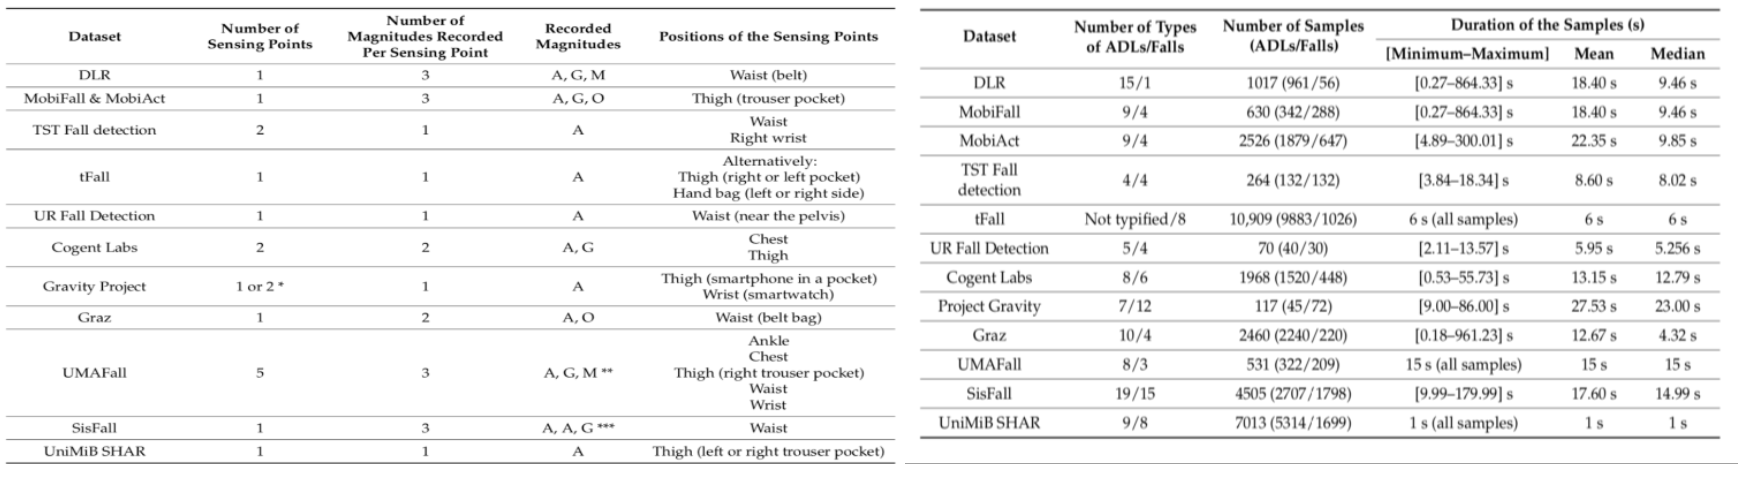 Dataset Number of Sensing Points Number of Magnitudes Recorded Per Sensing Point Recorded Magnitudes Positions of the Sensing Points
DLR 1 3 A, G, M Waist (belt)
MobiFall & MobiAct 1 3 A, G, O Thigh (trouser pocket)
TST Fall detection 2 1 A Waist
Right wrist
tFall 1 1 A Alternatively:
Thigh (right or left pocket)
Hand bag (left or right side)
UR Fall Detection 1 1 A Waist (near the pelvis)
Cogent Labs 2 2 A, G Chest
Thigh
Gravity Project 1 or 2 * 1 A Thigh (smartphone in a pocket)
Wrist (smartwatch)
Graz 1 2 A, O Waist (belt bag)
UMAFall 5 3 A, G, M ** Ankle
Chest
Thigh (right trouser pocket)
Waist
Wrist
SisFall 1 3 A, A, G *** Waist
UniMiB SHAR 1 1 A Thigh (left or right trouser pocket)
Dataset Number of Types of ADLs/Falls Number of Samples (ADLs/Falls) Duration of the Samples (s)
[Minimum–Maximum] Mean Median
DLR 15/1 1017 (961/56) [0.27–864.33] s 18.40 s 9.46 s
MobiFall 9/4 630 (342/288) [0.27–864.33] s 18.40 s 9.46 s
MobiAct 9/4 2526 (1879/647) [4.89–300.01] s 22.35 s 9.85 s
TST Fall detection 4/4 264 (132/132) [3.84–18.34] s 8.60 s 8.02 s
tFall Not typified/8 10,909 (9883/1026) 6 s (all samples) 6 s 6 s
UR Fall Detection 5/4 70 (40/30) [2.11–13.57] s 5.95 s 5.256 s
Cogent Labs 8/6 1968 (1520/448) [0.53–55.73] s 13.15 s 12.79 s
Project Gravity 7/12 117 (45/72) [9.00–86.00] s 27.53 s 23.00 s
Graz 10/4 2460 (2240/220) [0.18–961.23] s 12.67 s 4.32 s
UMAFall 8/3 531 (322/209) 15 s (all samples) 15 s 15 s
SisFall 19/15 4505 (2707/1798) [9.99–179.99] s 17.60 s 14.99 s
UniMiB SHAR 9/8 7013 (5314/1699) 1 s (all samples) 1 s 1 s